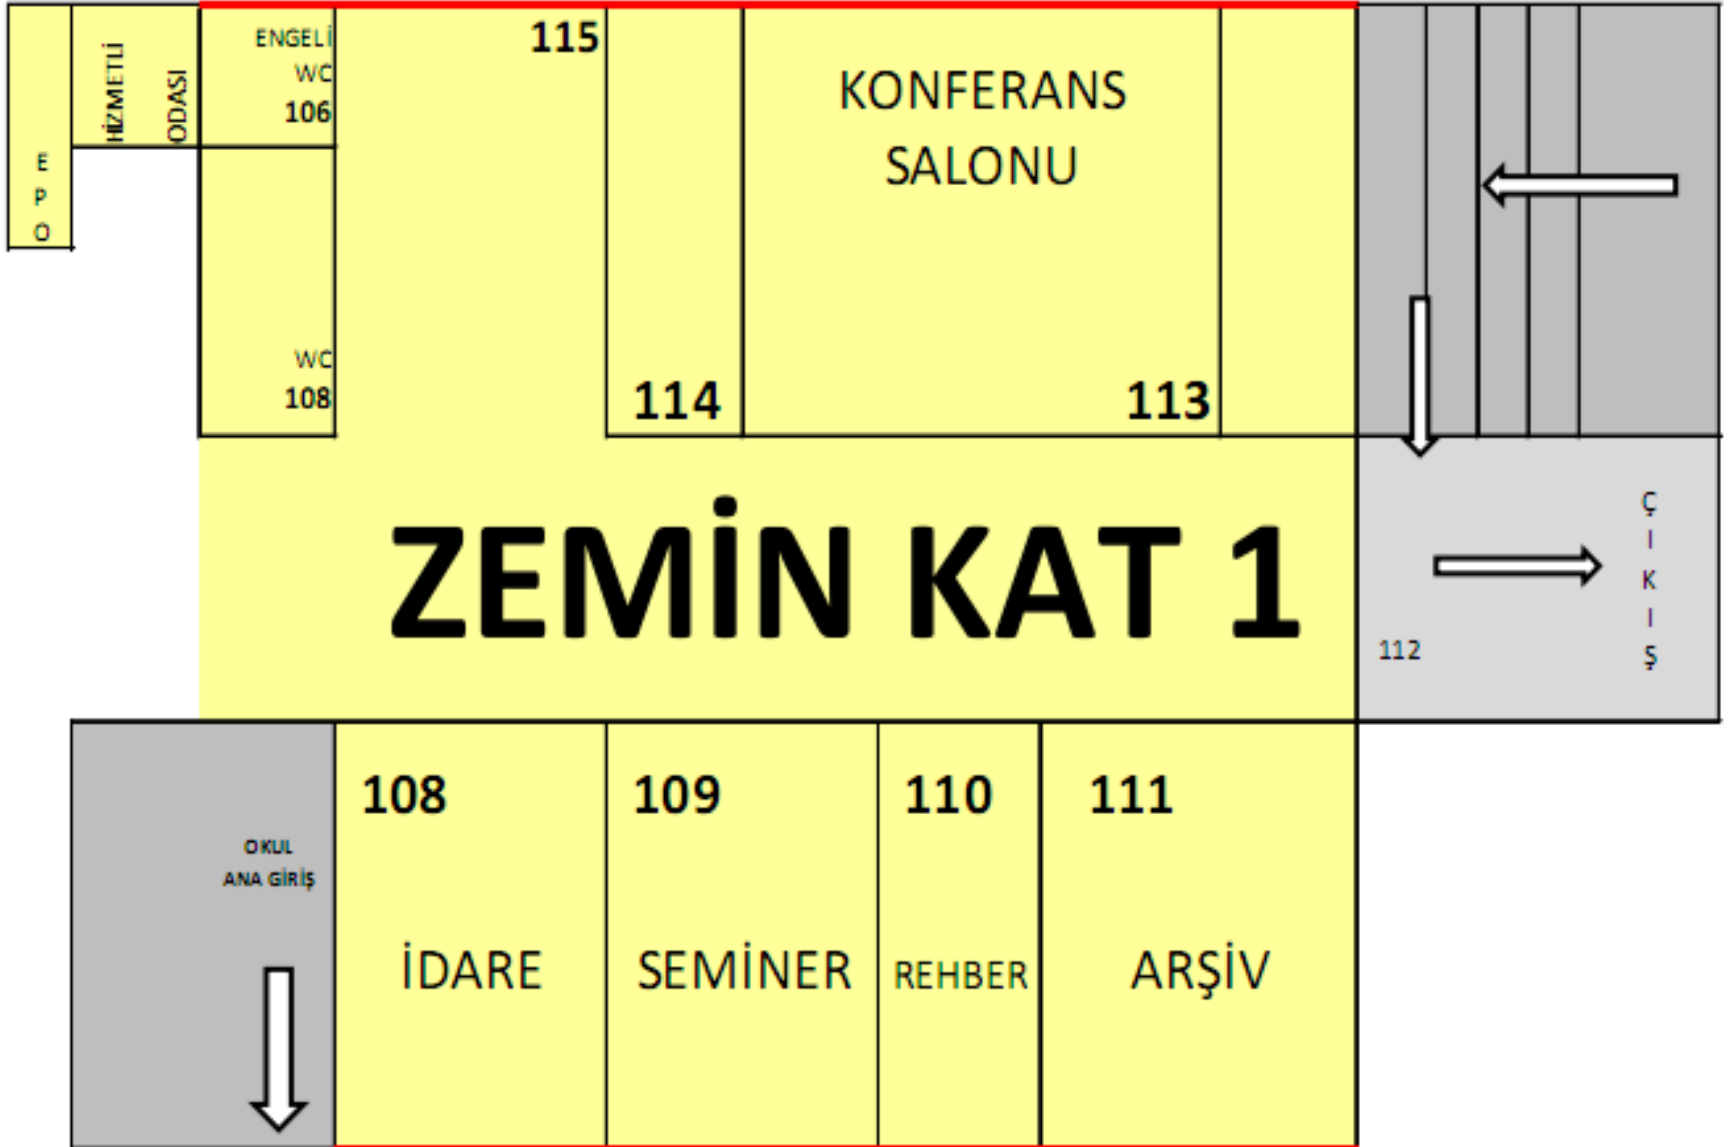 HİZMETLİ
ODASI
ENGELİ
WC
106
115
KONFERANS
SALONU
E
P
O
WC
108
114
113
ZEMİN KAT 1
Ç
I
K
I
Ş
112
108
109
110
111
OKUL
ANA GİRİŞ
İDARE
SEMİNER
REHBER
ARŞİV